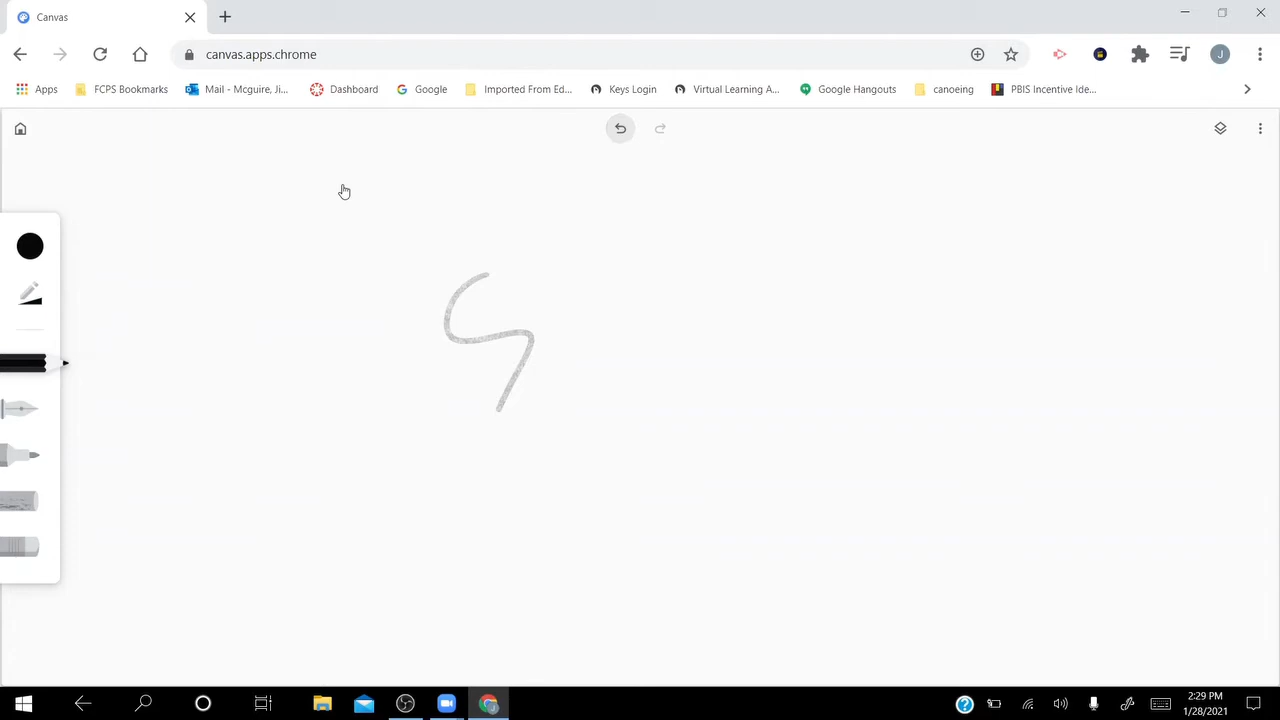 Canvas
canvas.apps.chrome
J
Apps FCPS Bookmarks Mail - Mcguire, Ji... Dashboard Google Imported From Ed... Keys Login Virtual Learning A... Google Hangouts canoeing PBIS Incentive Ide...
S
2:29 PM
1/28/2021